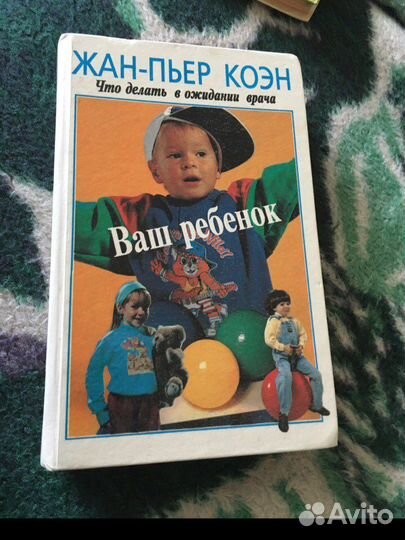 ЖАН-ПЬЕР КОЭН
Что делать в ожидании врача
Ваш ребенок
Avito